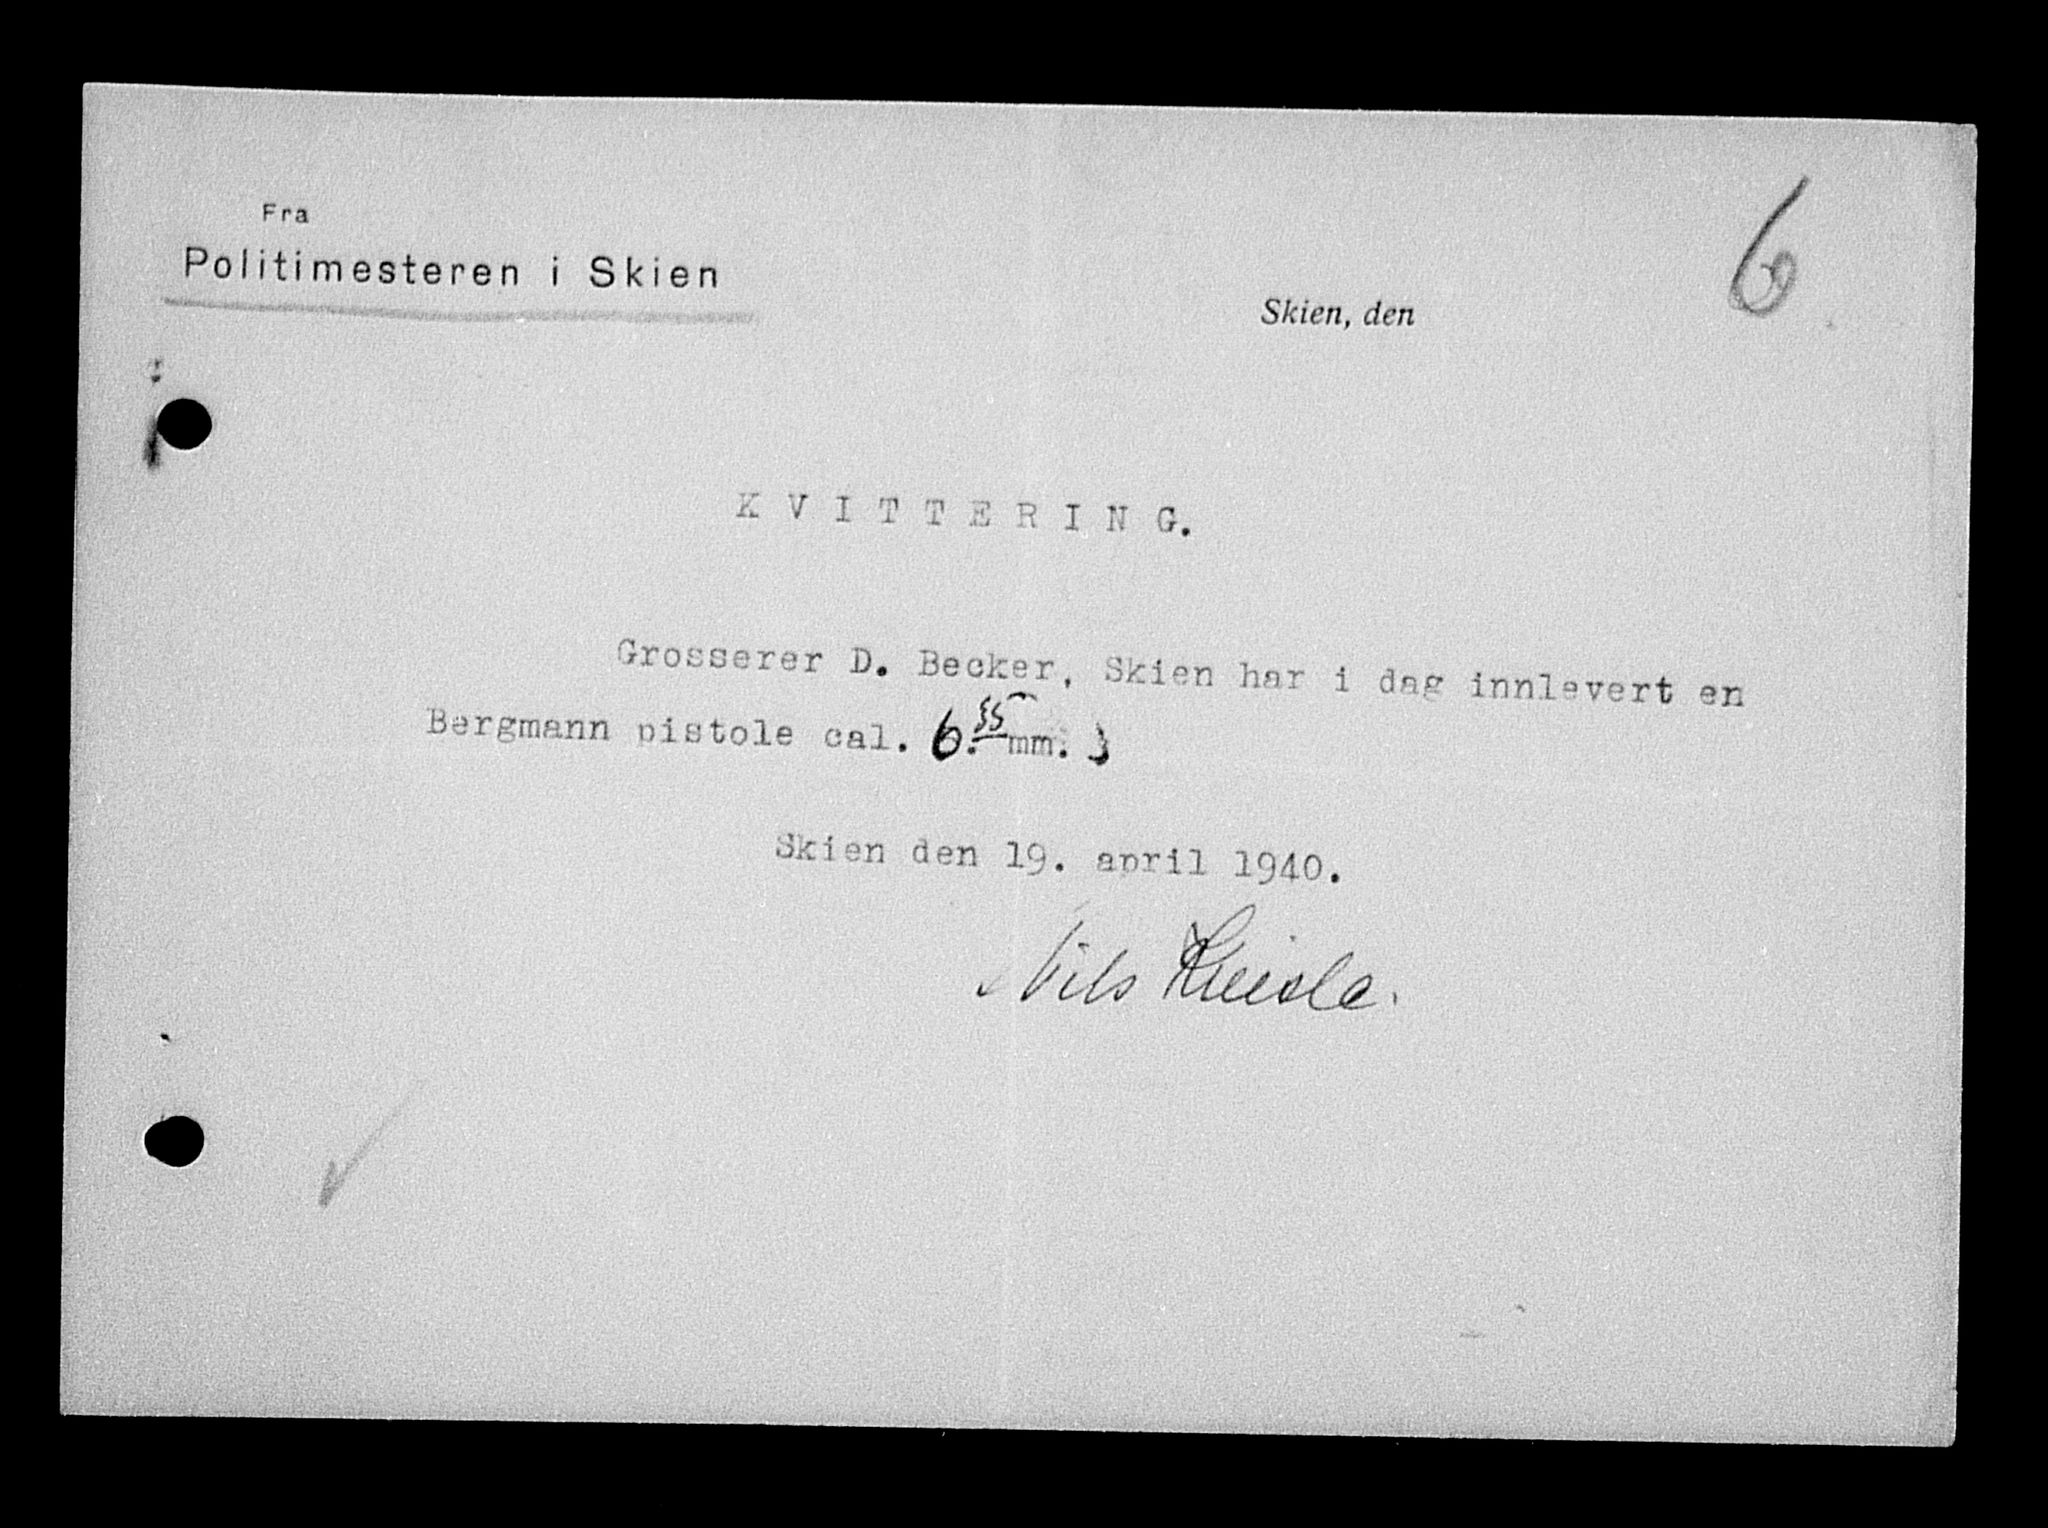 6
Fra
Politimesteren i Skien
Skien, den
KVITTERING.
Grosserer D. Becker, Skien har i dag innlevert en
Bergmann pistole cal. 6.35 mm.
Skien den 19. april 1940.
Nils